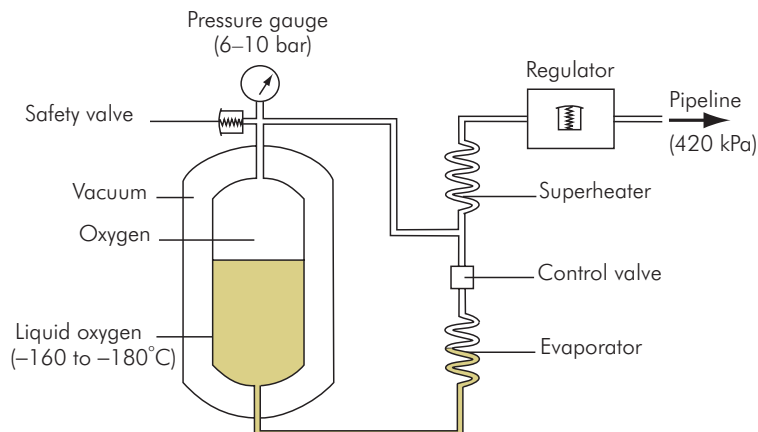 Pressure gauge
(6–10 bar)
Regulator
Safety valve
Pipeline
(420 kPa)
Vacuum
Superheater
Oxygen
Control valve
Liquid oxygen
(–160 to –180°C)
Evaporator